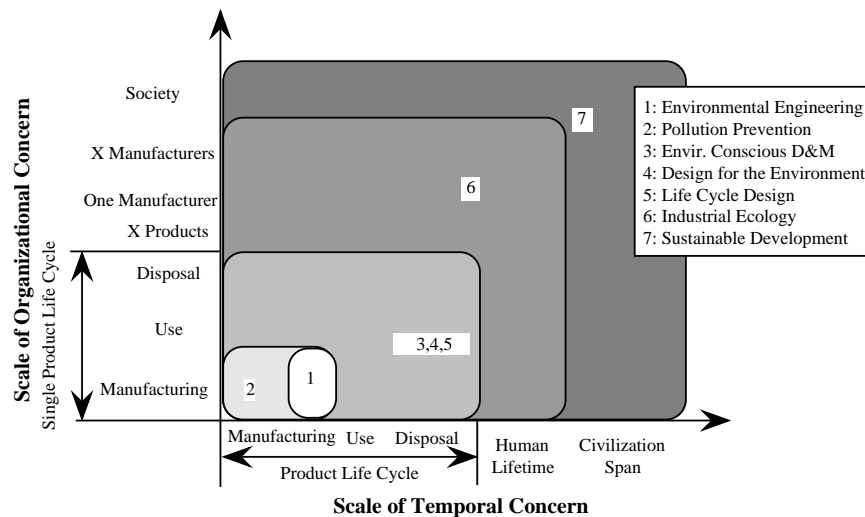 Scale of Organizational Concern
Single Product Life Cycle
Society
X Manufacturers
One Manufacturer
X Products
Disposal
Use
Manufacturing
7
6
3,4,5
2
1
1: Environmental Engineering
2: Pollution Prevention
3: Envir. Conscious D&M
4: Design for the Environment
5: Life Cycle Design
6: Industrial Ecology
7: Sustainable Development
Manufacturing Use Disposal
Product Life Cycle
Human
Lifetime
Civilization
Span
Scale of Temporal Concern